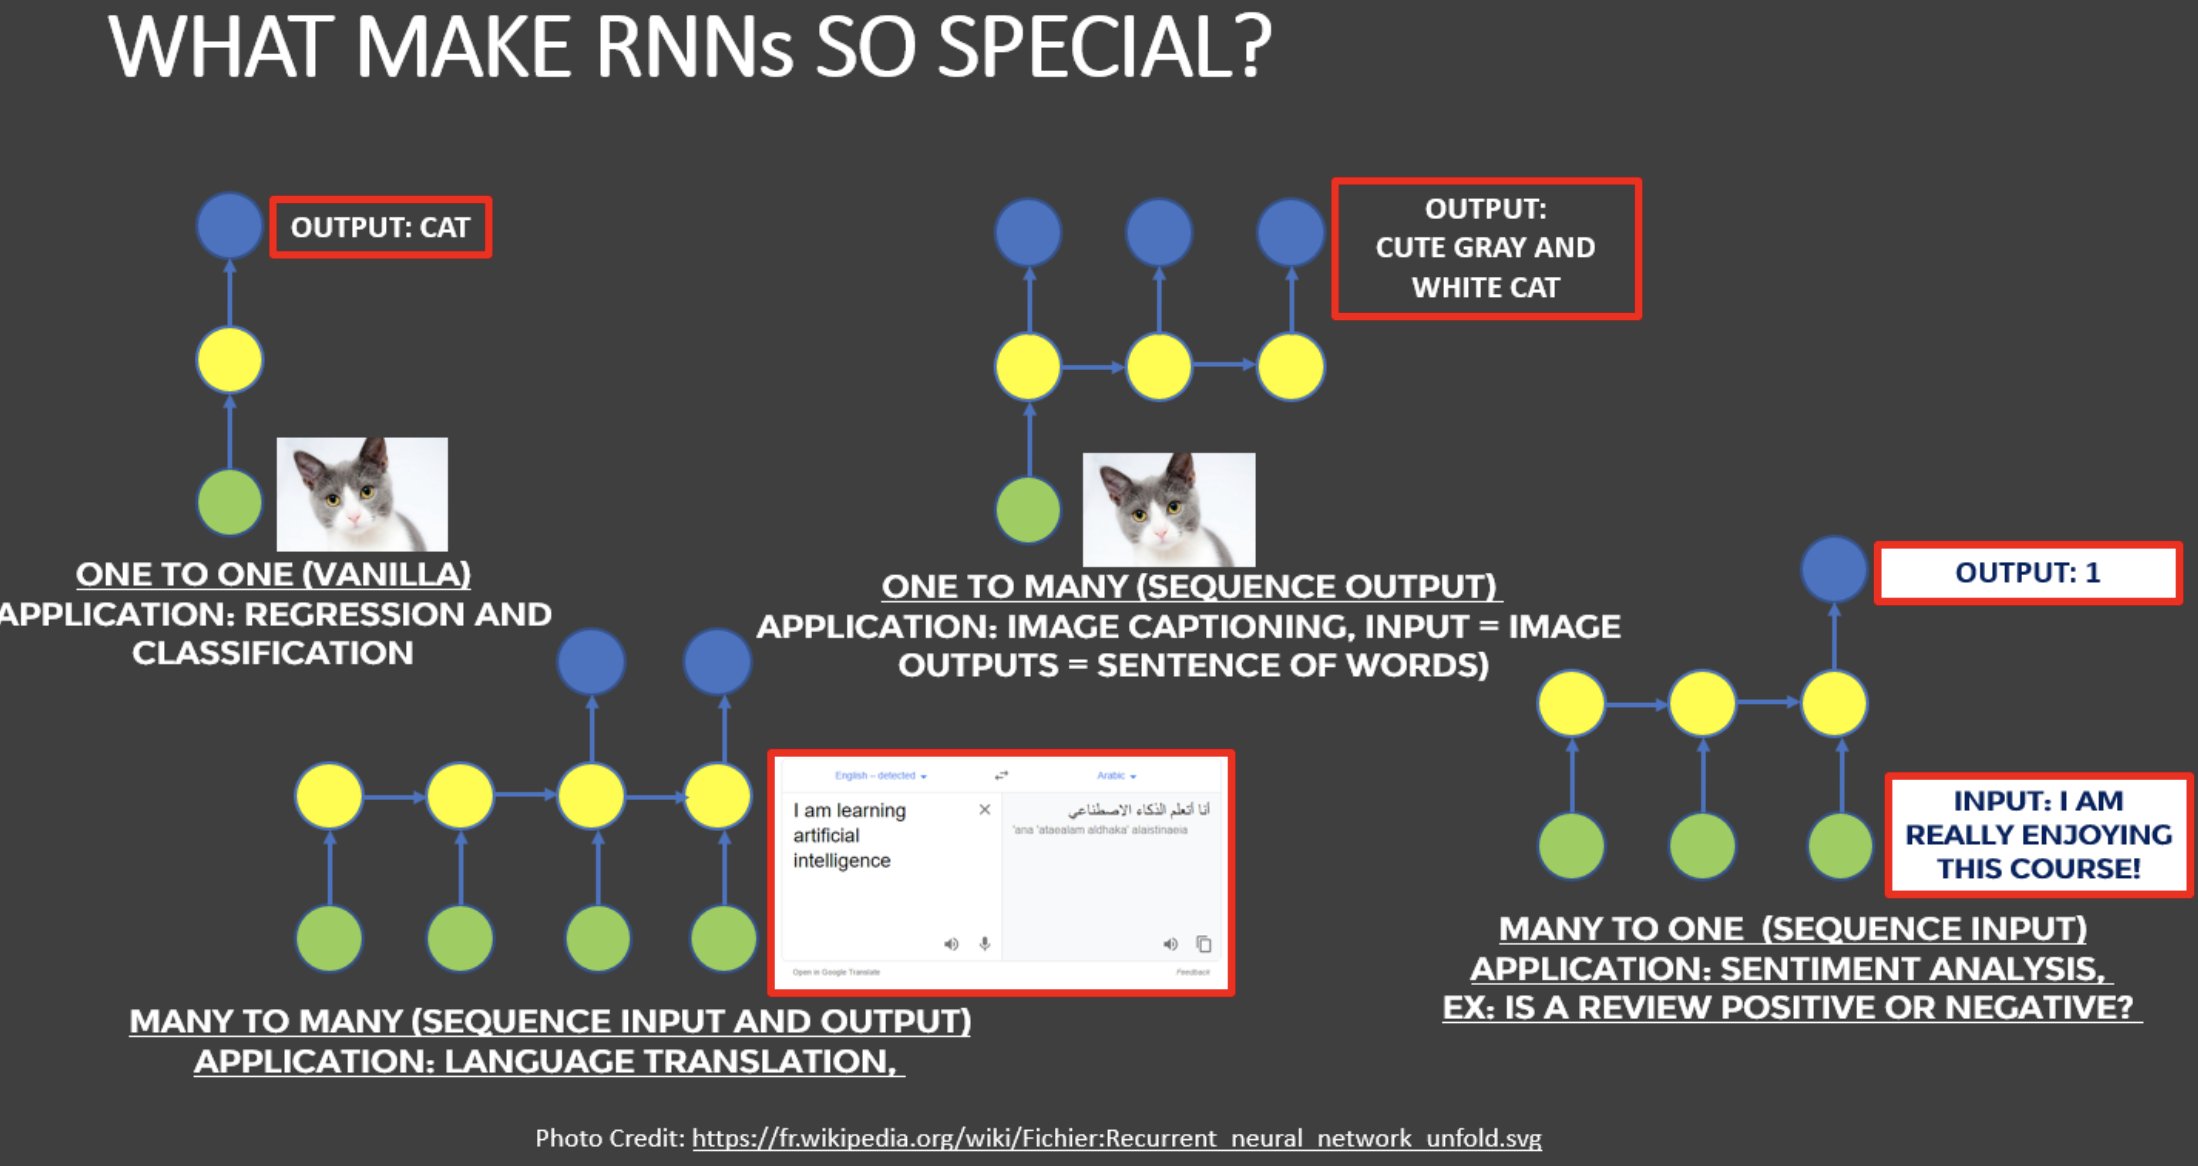 WHAT MAKE RNNs SO SPECIAL?
OUTPUT: CAT
ONE TO ONE (VANILLA)
APPLICATION: REGRESSION AND
CLASSIFICATION
OUTPUT:
CUTE GRAY AND
WHITE CAT
ONE TO MANY (SEQUENCE OUTPUT)
APPLICATION: IMAGE CAPTIONING, INPUT = IMAGE
OUTPUTS = SENTENCE OF WORDS)
English – detected
Arabic
I am learning
artificial
intelligence
أنا أتعلم الذكاء الاصطناعي
'ana 'ataealam aldhaka' alaistinaeia
Open in Google Translate
Feedback
MANY TO MANY (SEQUENCE INPUT AND OUTPUT)
APPLICATION: LANGUAGE TRANSLATION,
OUTPUT: 1
INPUT: I AM
REALLY ENJOYING
THIS COURSE!
MANY TO ONE (SEQUENCE INPUT)
APPLICATION: SENTIMENT ANALYSIS,
EX: IS A REVIEW POSITIVE OR NEGATIVE?
Photo Credit: https://fr.wikipedia.org/wiki/Fichier:Recurrent_neural_network_unfold.svg